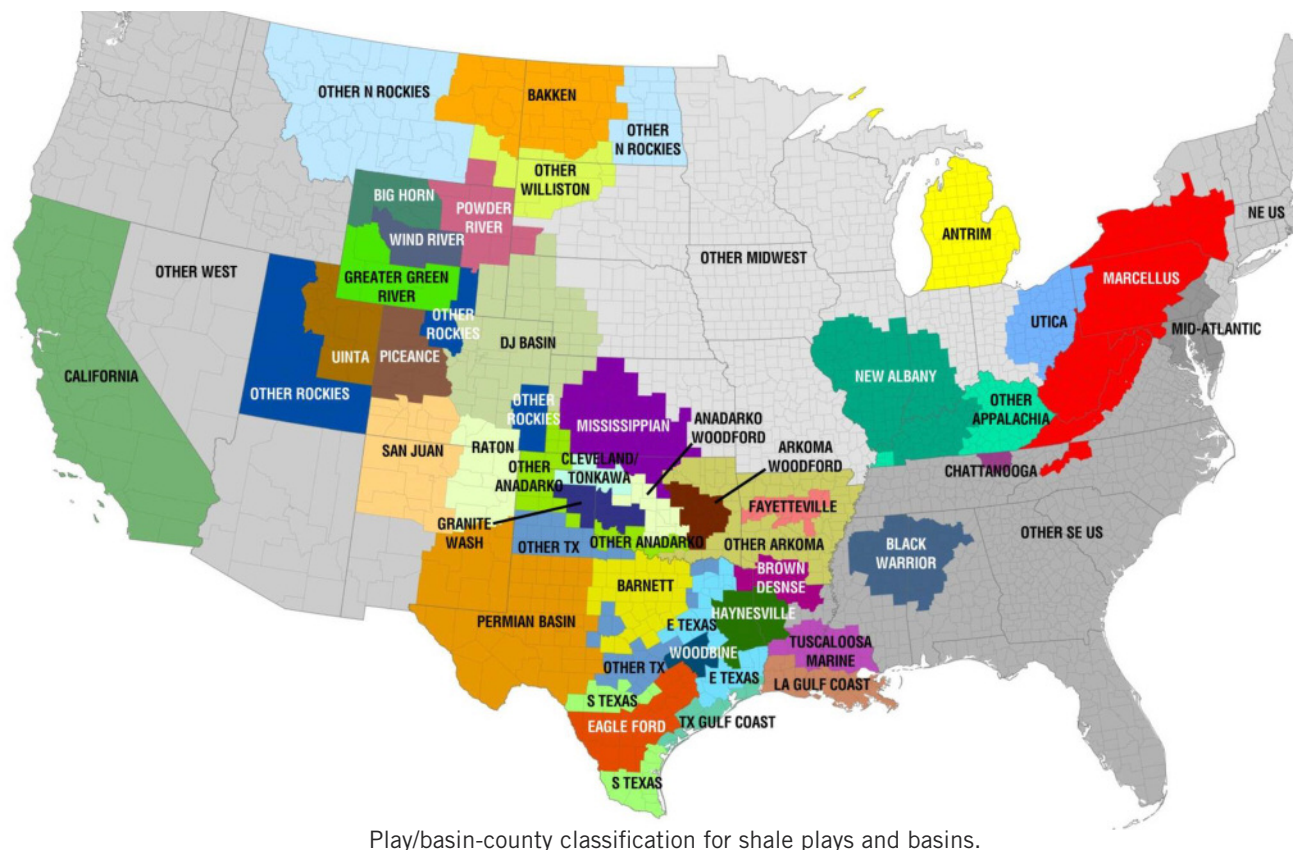 OTHER N ROCKIES
BAKKEN
OTHER
N ROCKIES
OTHER
WILLISTON
BIG HORN
POWDER
RIVER
WIND RIVER
GREATER GREEN
RIVER
OTHER WEST
OTHER
ROCKIES
UINTA
PICEANCE
DJ BASIN
CALIFORNIA
OTHER ROCKIES
OTHER MIDWEST
ANTRIM
NE US
MARCELLUS
UTICA
MID-ATLANTIC
NEW ALBANY
OTHER
APPALACHIA
CHATTANOOGA
OTHER
ROCKIES
MISSISSIPPIAN
ANADARKO
WOODFORD
ARKOMA
WOODFORD
SAN JUAN
RATON
OTHER
ANADARKO
CLEVELAND/
TONKAWA
FAYETTEVILLE
GRANITE
WASH
OTHER TX
OTHER ANADARKO
OTHER ARKOMA
OTHER SE US
BLACK
WARRIOR
BARNETT
BROWN
DESNSE
HAYNESVILLE
PERMIAN BASIN
E TEXAS
WOODBINE
TUSCALOOSA
MARINE
OTHER TX
E TEXAS
LA GULF COAST
S TEXAS
EAGLE FORD
TX GULF COAST
S TEXAS
Play/basin-county classification for shale plays and basins.